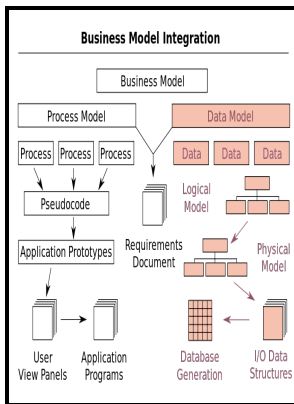 Business Model Integration
Business Model
Process Model
Data Model
Process
Process
Process
Data
Data
Data
Pseudocode
Logical
Model
Application Prototypes
Requirements
Document
Physical
Model
User
View Panels
Application
Programs
Database
Generation
I/O Data
Structures